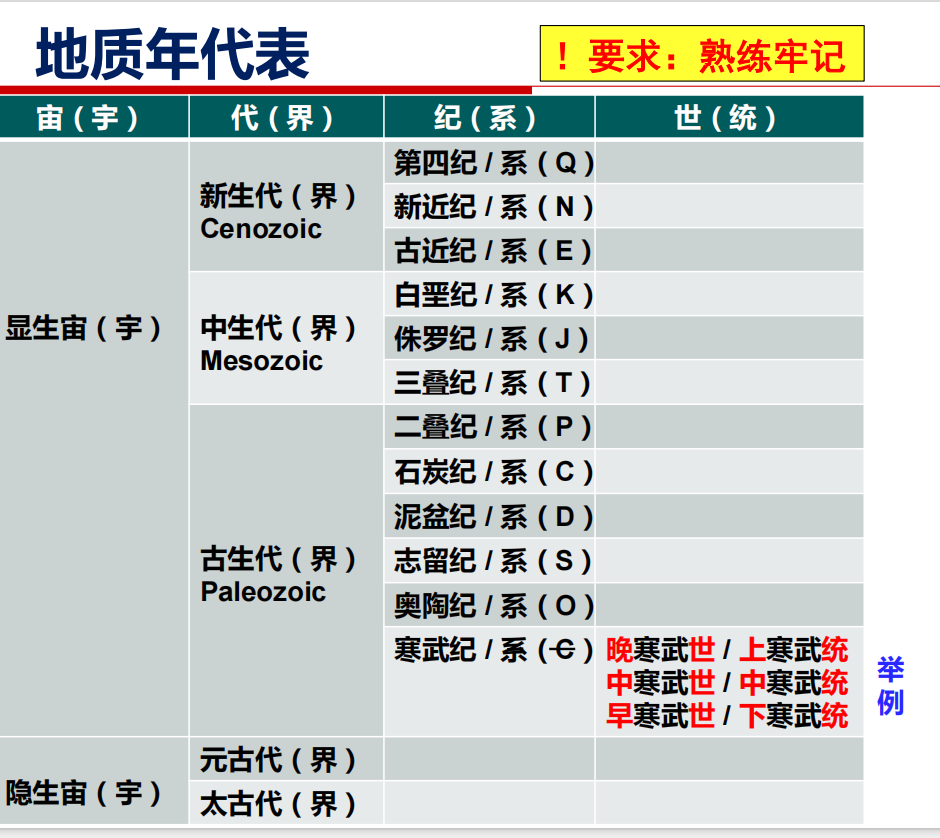 地质年代表
！要求：熟练牢记
宙（宇） 代（界） 纪（系） 世（统）
显生宙（宇）
新生代（界）
Cenozoic
第四纪 / 系（Q）
新近纪 / 系（N）
古近纪 / 系（E）
中生代（界）
Mesozoic
白垩纪 / 系（K）
侏罗纪 / 系（J）
三叠纪 / 系（T）
古生代（界）
Paleozoic
二叠纪 / 系（P）
石炭纪 / 系（C）
泥盆纪 / 系（D）
志留纪 / 系（S）
奥陶纪 / 系（O）
寒武纪 / 系（Ꞓ）
晚寒武世 / 上寒武统
中寒武世 / 中寒武统
早寒武世 / 下寒武统
举
例
隐生宙（宇）
元古代（界）
太古代（界）